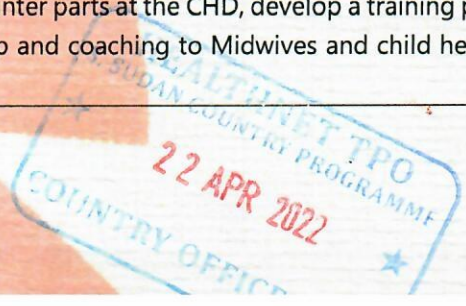 nter parts at the CHD, develop a training p
p and coaching to Midwives and child he
HEALTHNET TPO
S. SUDAN COUNTRY PROGRAMME
22 APR 2022
COUNTRY OFFICE